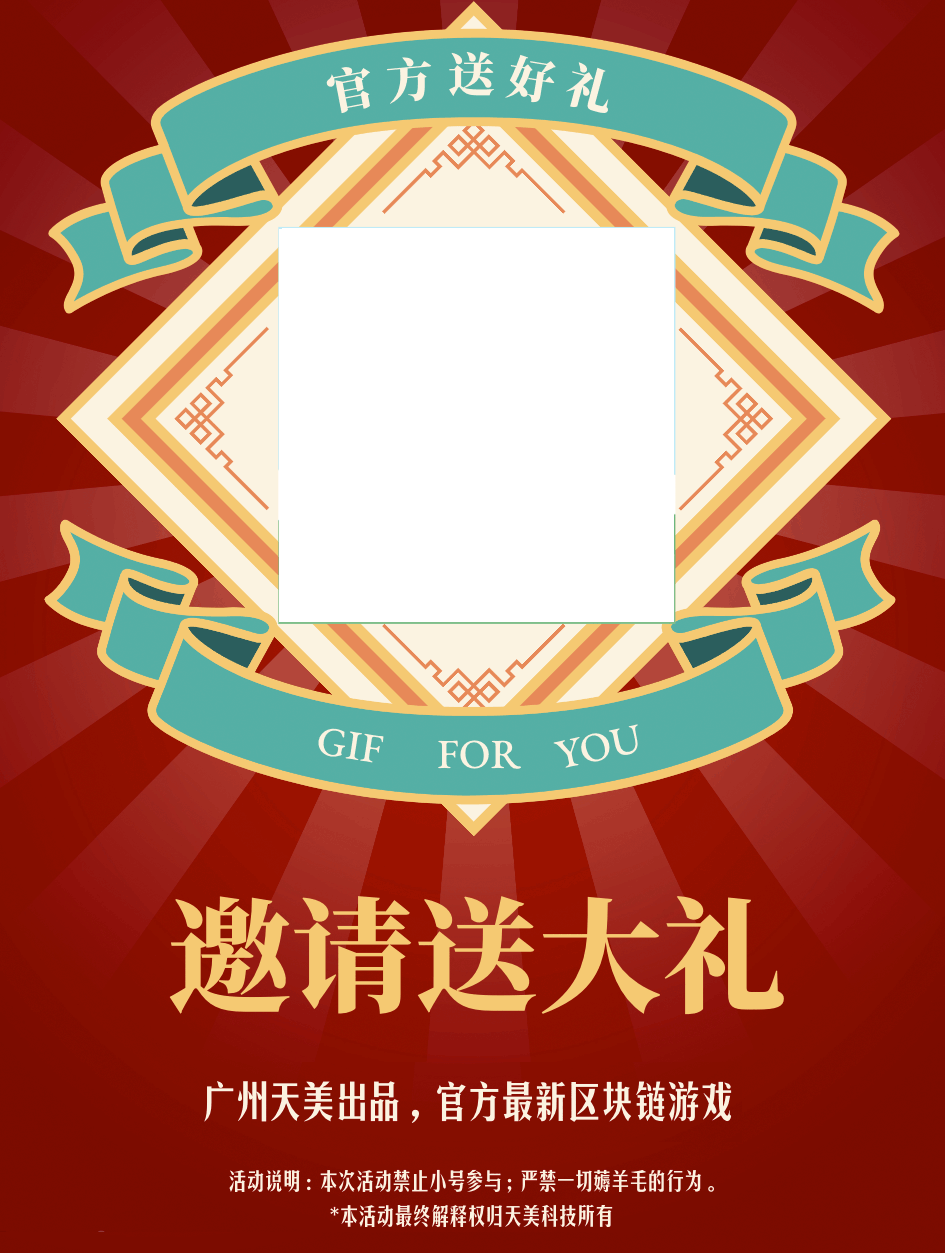 官方送好礼
GIF FOR YOU
邀请送大礼
广州天美出品，官方最新区块链游戏
活动说明：本次活动禁止小号参与；严禁一切薅羊毛的行为。
*本活动最终解释权归天美科技所有